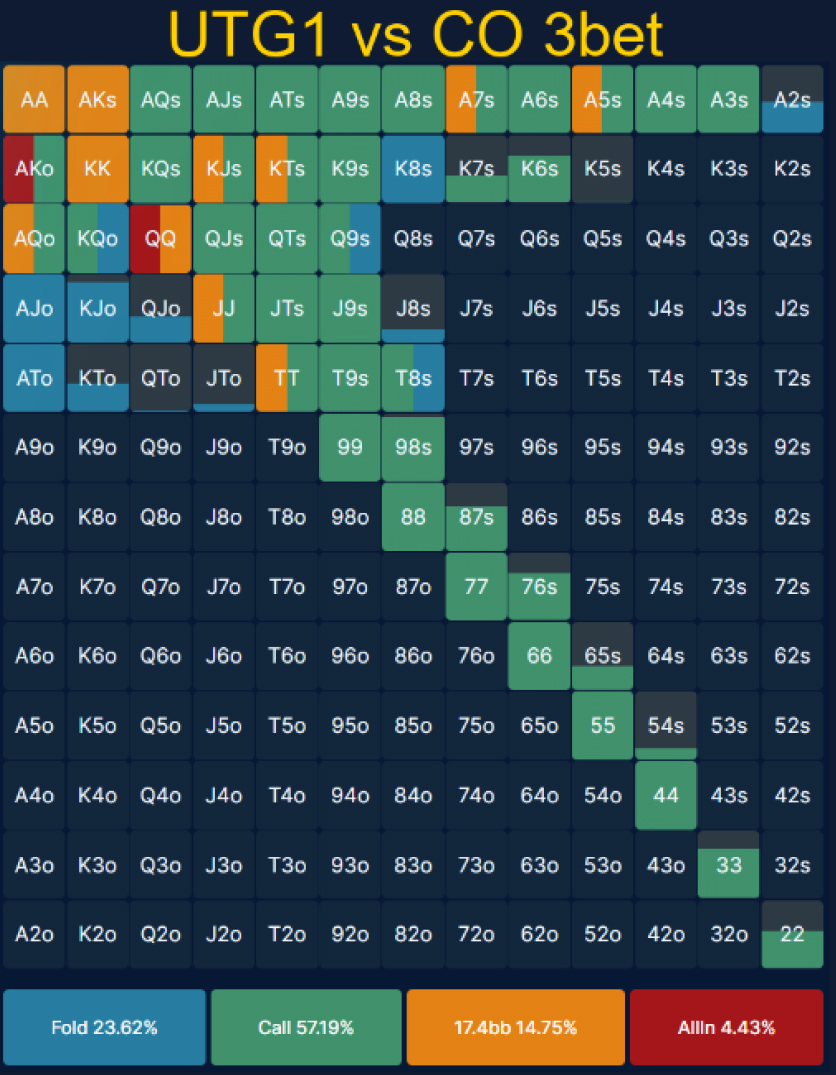 UTG1 vs CO 3bet
AA AKs AQs AJs ATs A9s A8s A7s A6s A5s A4s A3s A2s
AKo KK KQs KJs KTs K9s K8s K7s K6s K5s K4s K3s K2s
AQo KQo QQ QJs QTs Q9s Q8s Q7s Q6s Q5s Q4s Q3s Q2s
AJo KJo QJo JJ JTs J9s J8s J7s J6s J5s J4s J3s J2s
ATo KTo QTo JTo TT T9s T8s T7s T6s T5s T4s T3s T2s
A9o K9o Q9o J9o T9o 99 98s 97s 96s 95s 94s 93s 92s
A8o K8o Q8o J8o T8o 98o 88 87s 86s 85s 84s 83s 82s
A7o K7o Q7o J7o T7o 97o 87o 77 76s 75s 74s 73s 72s
A6o K6o Q6o J6o T6o 96o 86o 76o 66 65s 64s 63s 62s
A5o K5o Q5o J5o T5o 95o 85o 75o 65o 55 54s 53s 52s
A4o K4o Q4o J4o T4o 94o 84o 74o 64o 54o 44 43s 42s
A3o K3o Q3o J3o T3o 93o 83o 73o 63o 53o 43o 33 32s
A2o K2o Q2o J2o T2o 92o 82o 72o 62o 52o 42o 32o 22
Fold 23.62% Call 57.19% 17.4bb 14.75% AllIn 4.43%